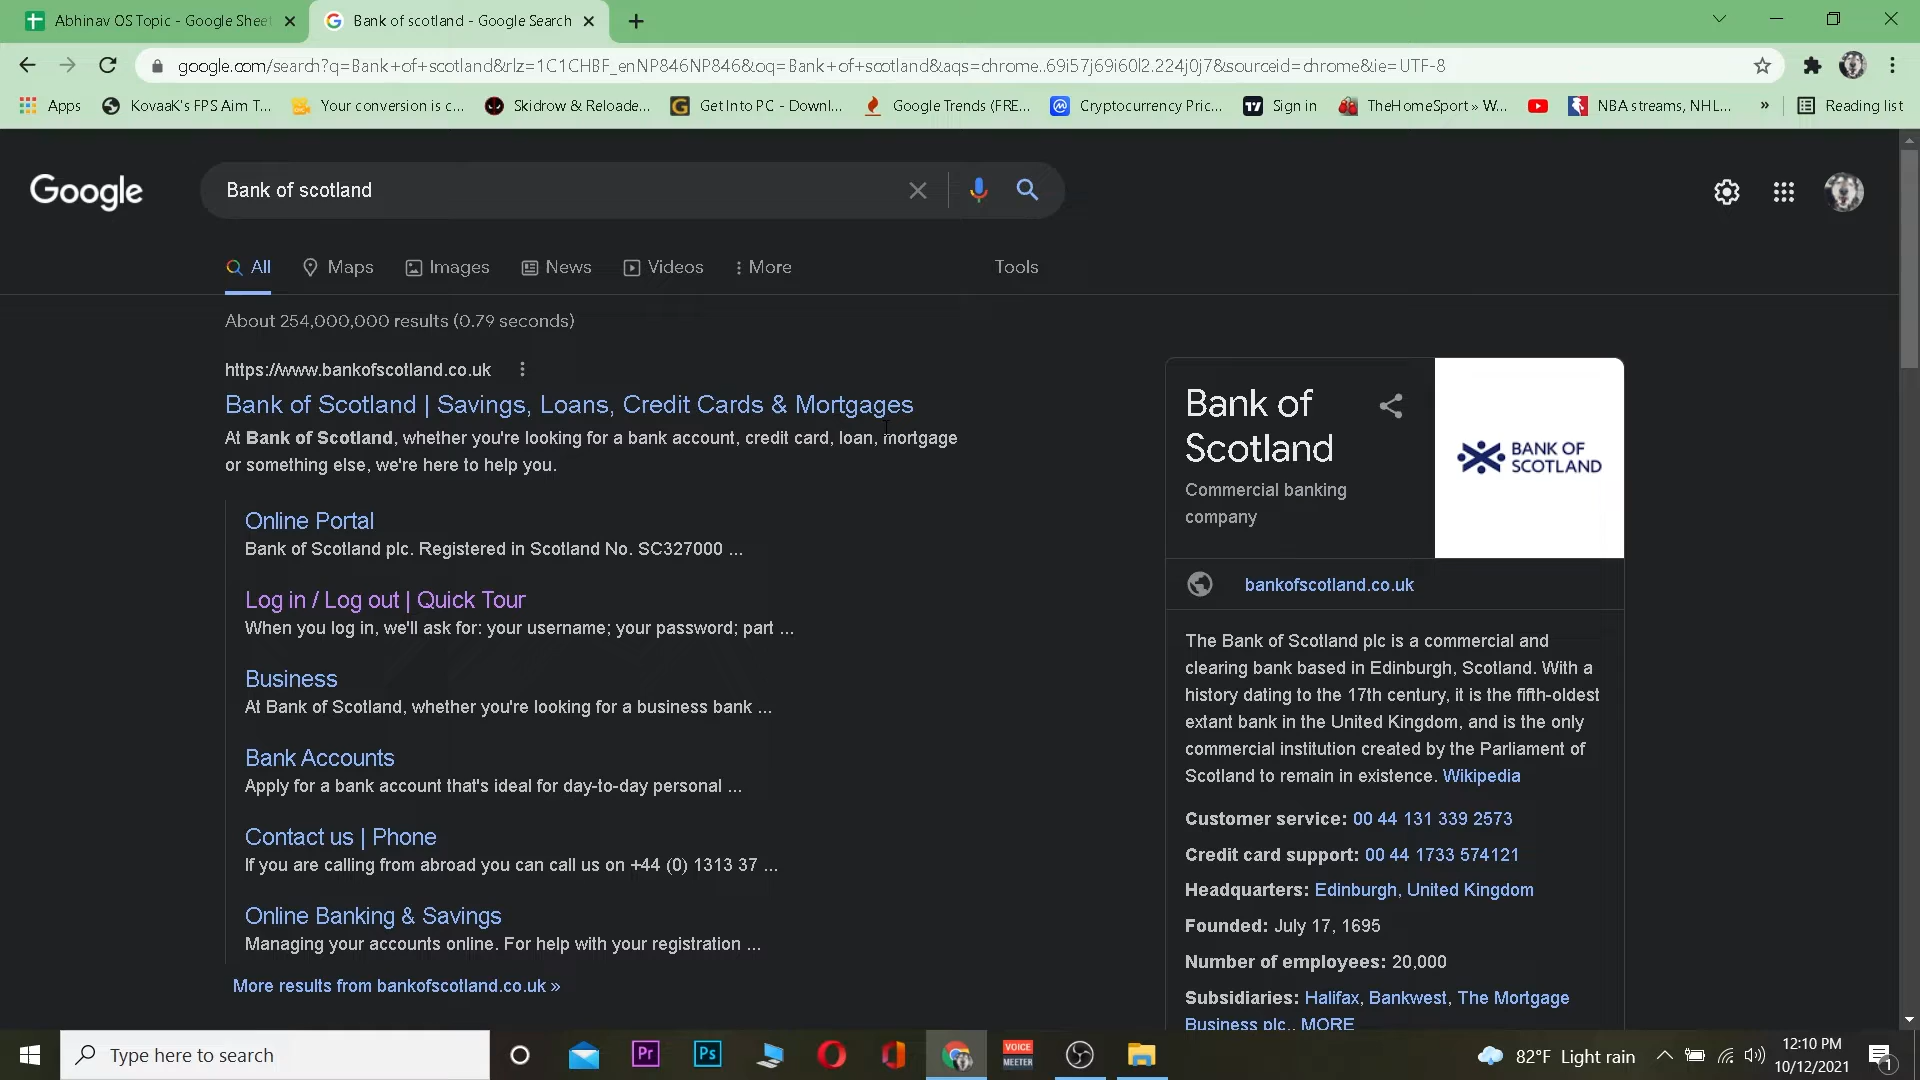 Abhinav OS Topic - Google Shee
Bank of scotland - Google Search
google.com/search?q=Bank+of+scotland&rlz=1C1CHBF_enNP846NP846&oq=Bank+of+scotland&aqs=chrome..69i57j69i60l2.224j0j7&sourceid=chrome&ie=UTF-8
Apps
KovaaK's FPS Aim T...
Your conversion is c...
Skidrow & Reloade...
Get Into PC - Downl...
Google Trends (FRE...
Cryptocurrency Pric...
Sign in
TheHomeSport » W...
NBA streams, NHL...
»
Reading list
Google
Bank of scotland
All
Maps
Images
News
Videos
More
Tools
About 254,000,000 results (0.79 seconds)
https://www.bankofscotland.co.uk
Bank of Scotland | Savings, Loans, Credit Cards & Mortgages
At Bank of Scotland, whether you're looking for a bank account, credit card, loan, mortgage
or something else, we're here to help you.
Online Portal
Bank of Scotland plc. Registered in Scotland No. SC327000 ...
Log in / Log out | Quick Tour
When you log in, we'll ask for: your username; your password; part ...
Business
At Bank of Scotland, whether you're looking for a business bank ...
Bank Accounts
Apply for a bank account that's ideal for day-to-day personal ...
Contact us | Phone
If you are calling from abroad you can call us on +44 (0) 1313 37 ...
Online Banking & Savings
Managing your accounts online. For help with your registration ...
More results from bankofscotland.co.uk »
Bank of
Scotland
Commercial banking
company
BANK OF
SCOTLAND
bankofscotland.co.uk
The Bank of Scotland plc is a commercial and
clearing bank based in Edinburgh, Scotland. With a
history dating to the 17th century, it is the fifth-oldest
extant bank in the United Kingdom, and is the only
commercial institution created by the Parliament of
Scotland to remain in existence. Wikipedia
Customer service: 00 44 131 339 2573
Credit card support: 00 44 1733 574121
Headquarters: Edinburgh, United Kingdom
Founded: July 17, 1695
Number of employees: 20,000
Subsidiaries: Halifax, Bankwest, The Mortgage
Business plc., MORE
Type here to search
Pr
Ps
VOICE
MEETER
82°F Light rain
12:10 PM
10/12/2021
1